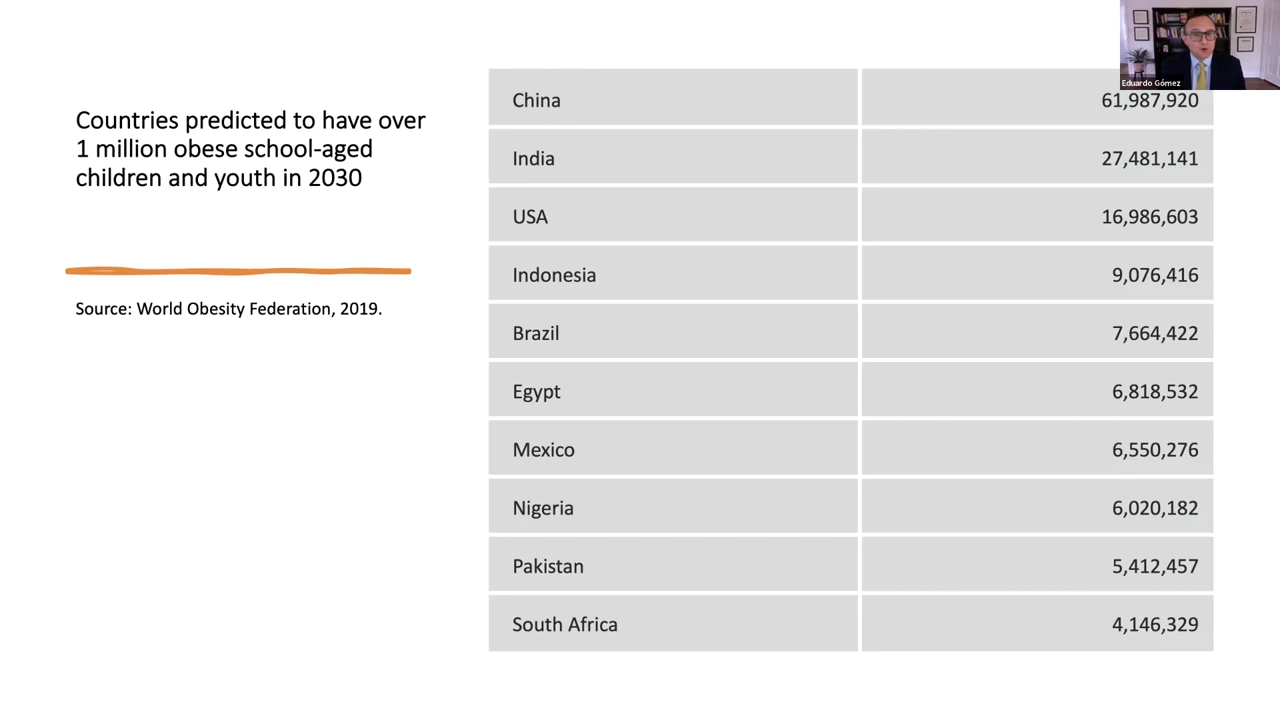 Countries predicted to have over
1 million obese school-aged
children and youth in 2030
Source: World Obesity Federation, 2019.
China 61,987,920
India 27,481,141
USA 16,986,603
Indonesia 9,076,416
Brazil 7,664,422
Egypt 6,818,532
Mexico 6,550,276
Nigeria 6,020,182
Pakistan 5,412,457
South Africa 4,146,329
Eduardo Gómez